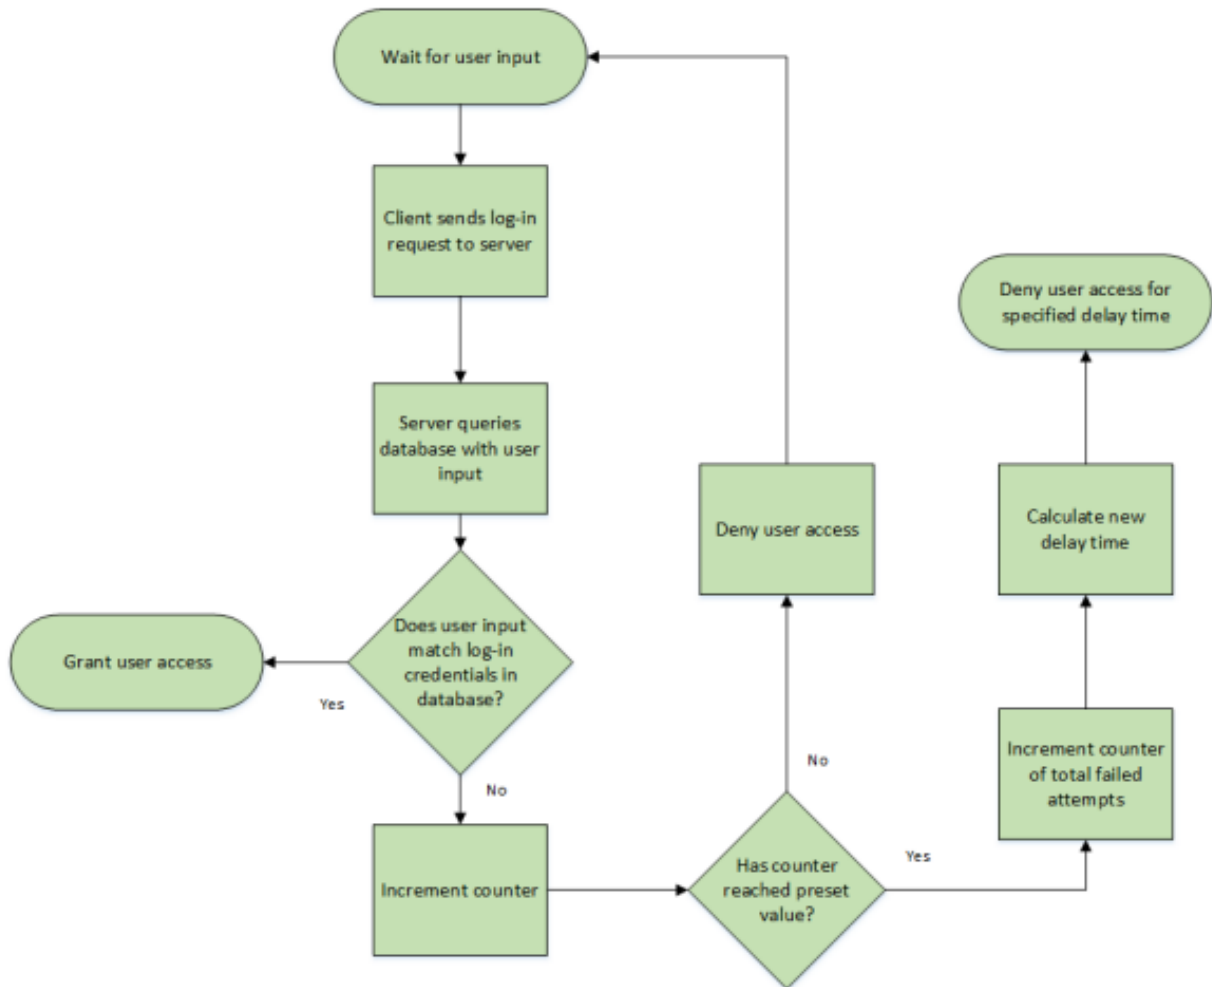 Wait for user input
Client sends log-in
request to server
Server queries
database with user
input
Does user input
match log-in
credentials in
database?
Yes
Grant user access
No
Increment counter
Has counter
reached preset
value?
No
Deny user access
Yes
Increment counter
of total failed
attempts
Calculate new
delay time
Deny user access for
specified delay time